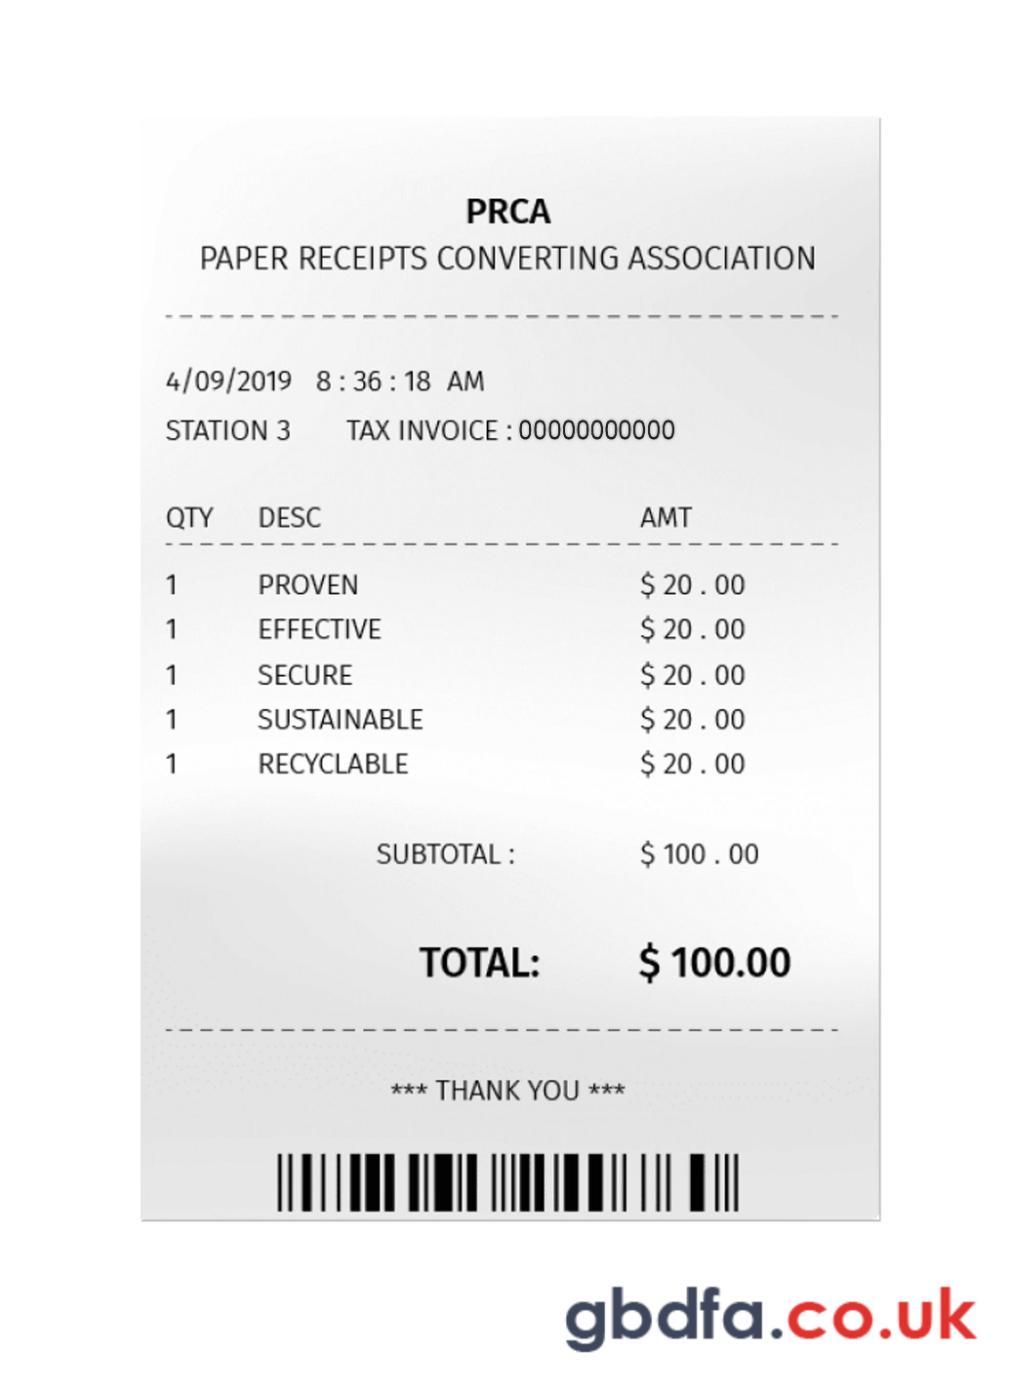 PRCA
PAPER RECEIPTS CONVERTING ASSOCIATION
4/09/2019 8 : 36 : 18 AM
STATION 3 TAX INVOICE : 00000000000
QTY DESC AMT
1 PROVEN $ 20 . 00
1 EFFECTIVE $ 20 . 00
1 SECURE $ 20 . 00
1 SUSTAINABLE $ 20 . 00
1 RECYCLABLE $ 20 . 00
SUBTOTAL : $ 100 . 00
TOTAL: $ 100.00
*** THANK YOU ***
gbdfa.co.uk